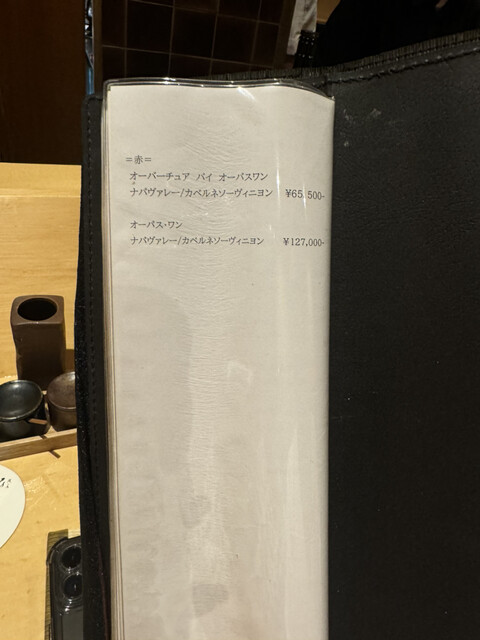 =赤=
オーバーチュア バイ オーパスワン
ナパヴァレー/カベルネソーヴィニヨン ¥65,500-
オーパス・ワン
ナパヴァレー/カベルネソーヴィニヨン ¥127,000-